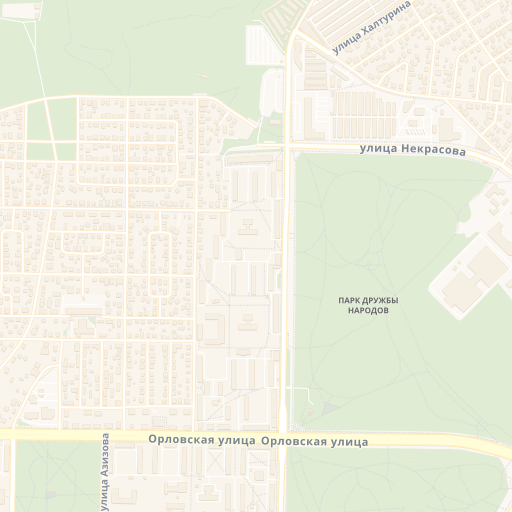 улица Халтурина
улица Некрасова
ПАРК ДРУЖБЫ
НАРОДОВ
Орловская улица Орловская улица
улица Азизова